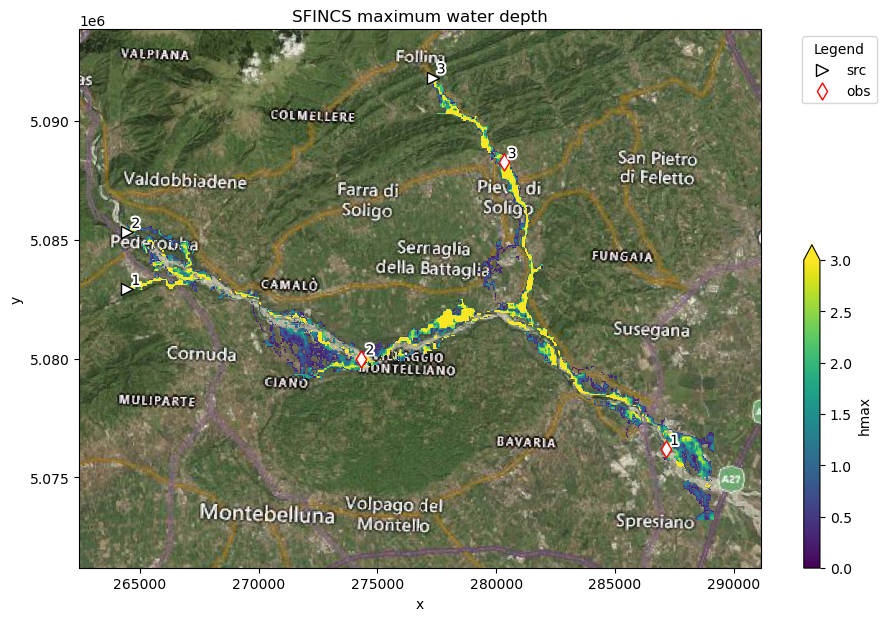 SFINCS maximum water depth
1e6
Legend
src
obs
VALPIANA
Follina
3
as
COLMELLERE
5.090
3
San Pietro
di Feletto
Valdobbiadene
Farra di
Soligo
Pieve di
Soligo
2
Pederobba
5.085
Sernaglia
della Battaglia
FUNGAIA
1
CAMALÒ
3.0
2.5
2.0
1.5
1.0
0.5
0.0
hmax
y
Susegana
2
Cornuda
5.080
VILLAGGIO
MONTELLIANO
CIANO
MULIPARTE
BAVARIA
1
5.075
A27
Montebelluna
Volpago del
Montello
Spresiano
265000
270000
275000
280000
285000
290000
x